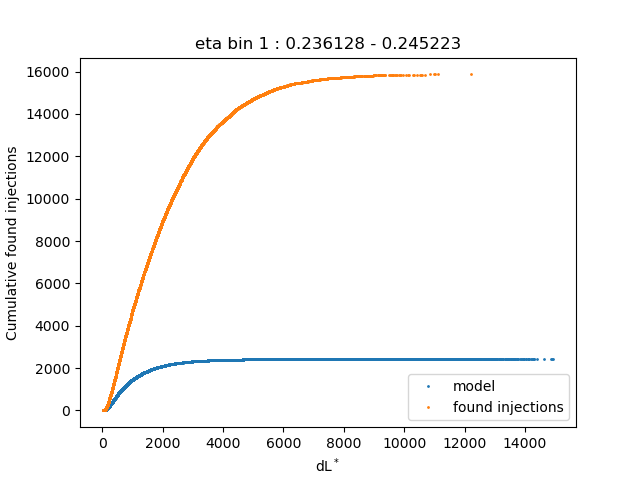 eta bin 1 : 0.236128 - 0.245223
16000
14000
12000
10000
8000
6000
4000
2000
0
Cumulative found injections
model
found injections
0 2000 4000 6000 8000 10000 12000 14000
dL*